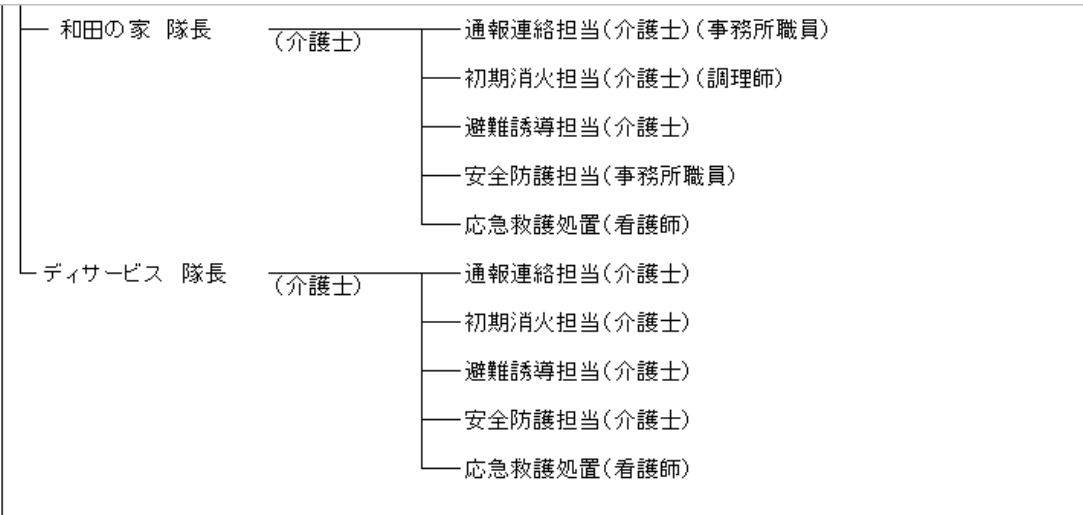 和田の家 隊長 (介護士) 通報連絡担当(介護士)(事務所職員)
初期消火担当(介護士)(調理師)
避難誘導担当(介護士)
安全防護担当(事務所職員)
応急救護処置(看護師)
ディサービス 隊長 (介護士) 通報連絡担当(介護士)
初期消火担当(介護士)
避難誘導担当(介護士)
安全防護担当(介護士)
応急救護処置(看護師)